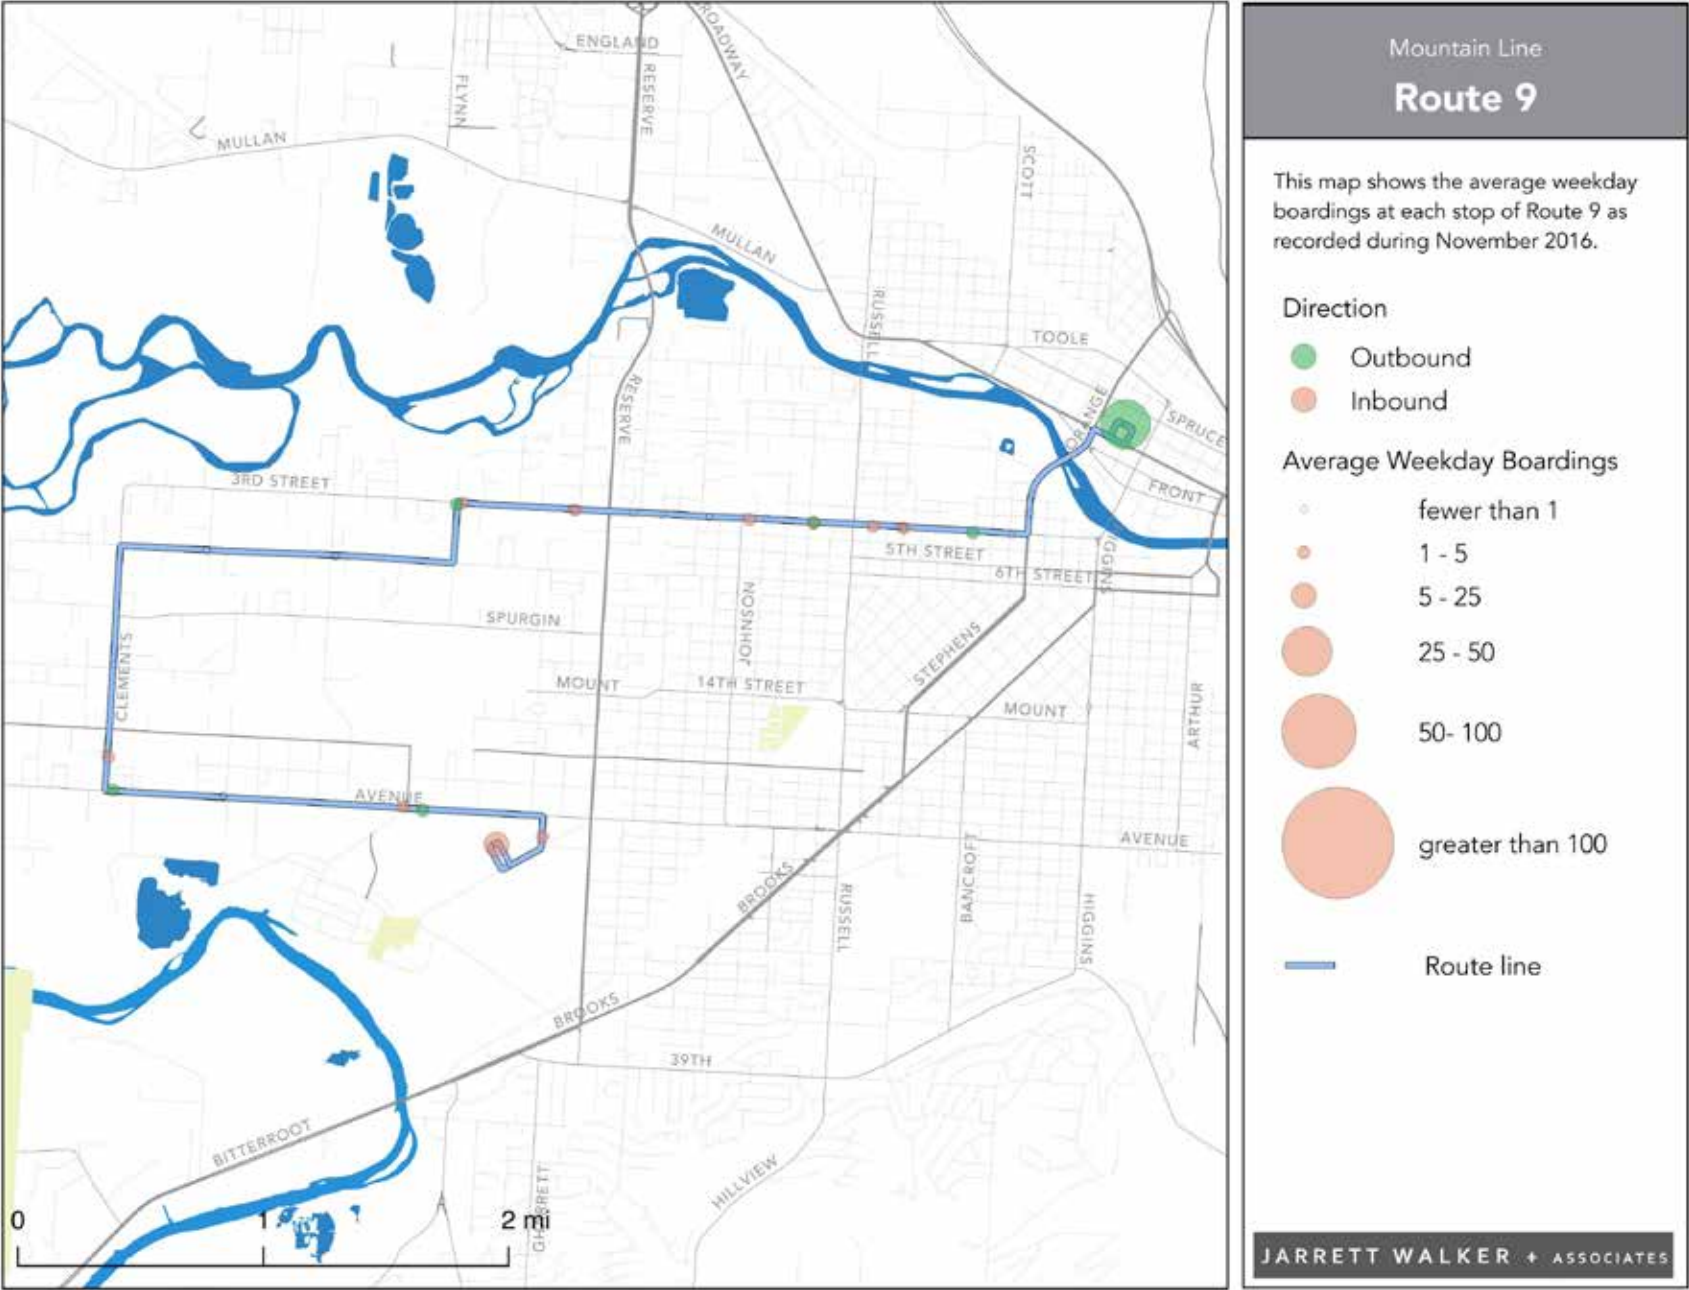 ENGLAND
BROADWAY
FLYNN
RESERVE
MULLAN
SCOTT
MULLAN
RUSSELL
TOOLE
RESERVE
ORANGE
SPRUCE
3RD STREET
FRONT
5TH STREET
6TH STREET
HIGGINS
SPURGIN
JOHNSON
CLEMENTS
STEPHENS
MOUNT
14TH STREET
MOUNT
ARTHUR
AVENUE
AVENUE
BROOKS
BANCROFT
RUSSELL
HIGGINS
BROOKS
39TH
BITTERROOT
HILLVIEW
0
1
2 mi
Mountain Line
Route 9
This map shows the average weekday
boardings at each stop of Route 9 as
recorded during November 2016.
Direction
Outbound
Inbound
Average Weekday Boardings
fewer than 1
1 - 5
5 - 25
25 - 50
50- 100
greater than 100
Route line
JARRETT WALKER + ASSOCIATES